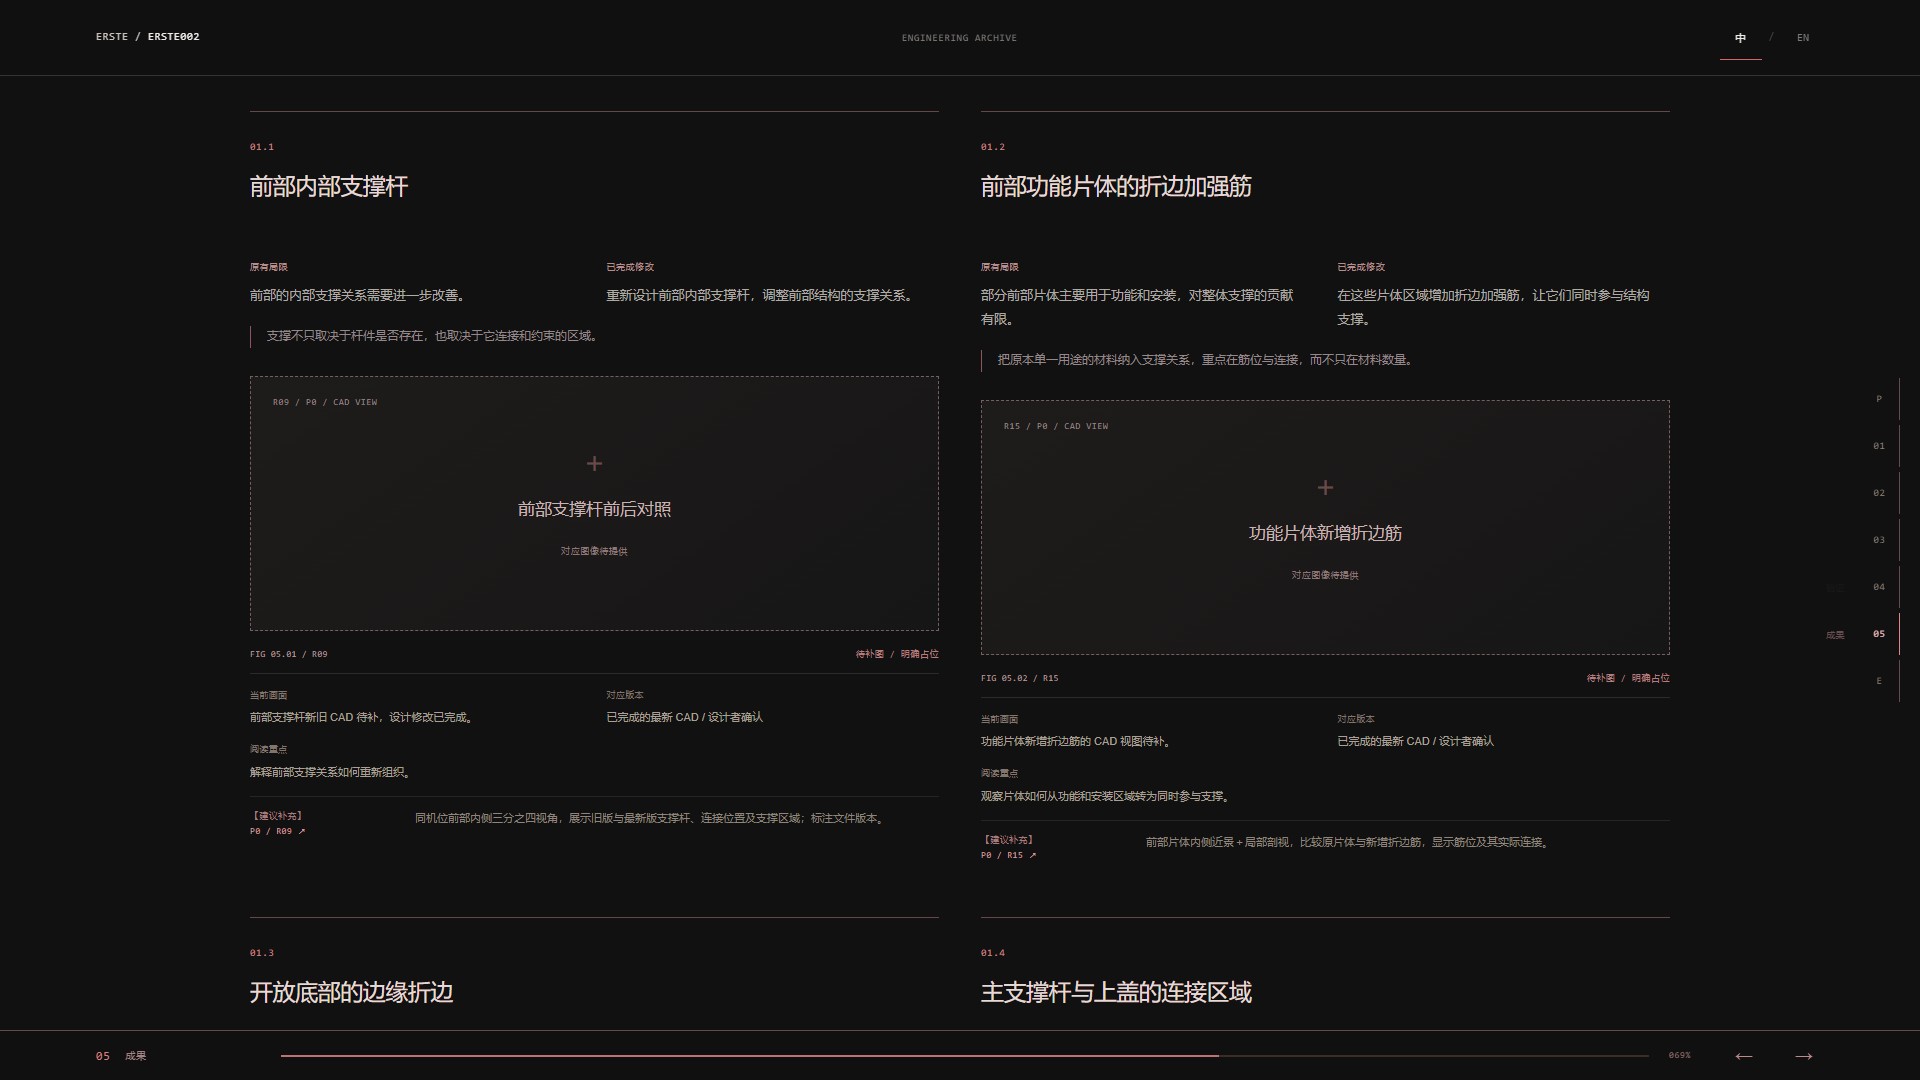 ERSTE / ERSTE002
ENGINEERING ARCHIVE
中 / EN
01.1
前部内部支撑杆
原有局限
前部的内部支撑关系需要进一步改善。
已完成修改
重新设计前部内部支撑杆，调整前部结构的支撑关系。
支撑不只取决于杆件是否存在，也取决于它连接和约束的区域。
R09 / P0 / CAD VIEW
+
前部支撑杆前后对照
对应图像待提供
FIG 05.01 / R09
待补图 / 明确占位
当前画面
前部支撑杆新旧 CAD 待补，设计修改已完成。
对应版本
已完成的最新 CAD / 设计者确认
阅读重点
解释前部支撑关系如何重新组织。
【建议补充】
P0 / R09 ↗
同机位前部内侧三分之四视角，展示旧版与最新版支撑杆、连接位置及支撑区域；标注文件版本。
01.2
前部功能片体的折边加强筋
原有局限
部分前部片体主要用于功能和安装，对整体支撑的贡献
有限。
已完成修改
在这些片体区域增加折边加强筋，让它们同时参与结构
支撑。
把原本单一用途的材料纳入支撑关系，重点在筋位与连接，而不只在材料数量。
R15 / P0 / CAD VIEW
+
功能片体新增折边筋
对应图像待提供
FIG 05.02 / R15
待补图 / 明确占位
当前画面
功能片体新增折边筋的 CAD 视图待补。
对应版本
已完成的最新 CAD / 设计者确认
阅读重点
观察片体如何从功能和安装区域转为同时参与支撑。
【建议补充】
P0 / R15 ↗
前部片体内侧近景 + 局部剖视，比较原片体与新增折边筋，显示筋位及其实际连接。
01.3
开放底部的边缘折边
01.4
主支撑杆与上盖的连接区域
P
01
02
03
04
成果 05
E
05 成果
069%
← →